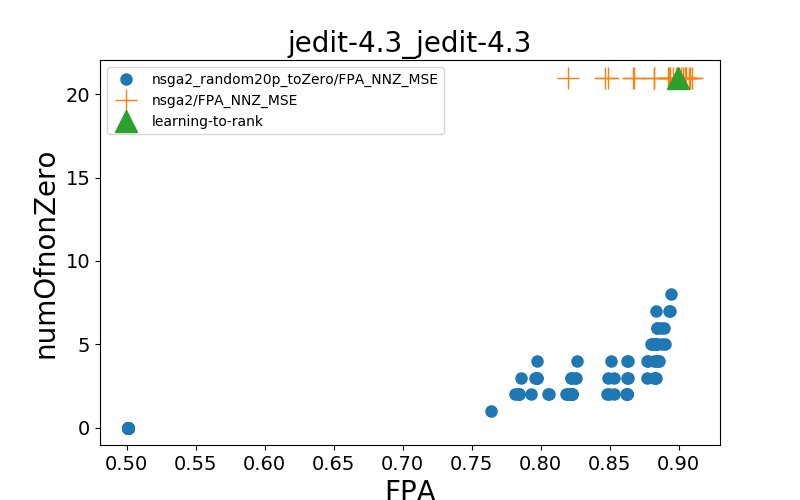 jedit-4.3_jedit-4.3
nsga2_random20p_toZero/FPA_NNZ_MSE
nsga2/FPA_NNZ_MSE
learning-to-rank
numOfnonZero
20
15
10
5
0
0.50 0.55 0.60 0.65 0.70 0.75 0.80 0.85 0.90
FPA